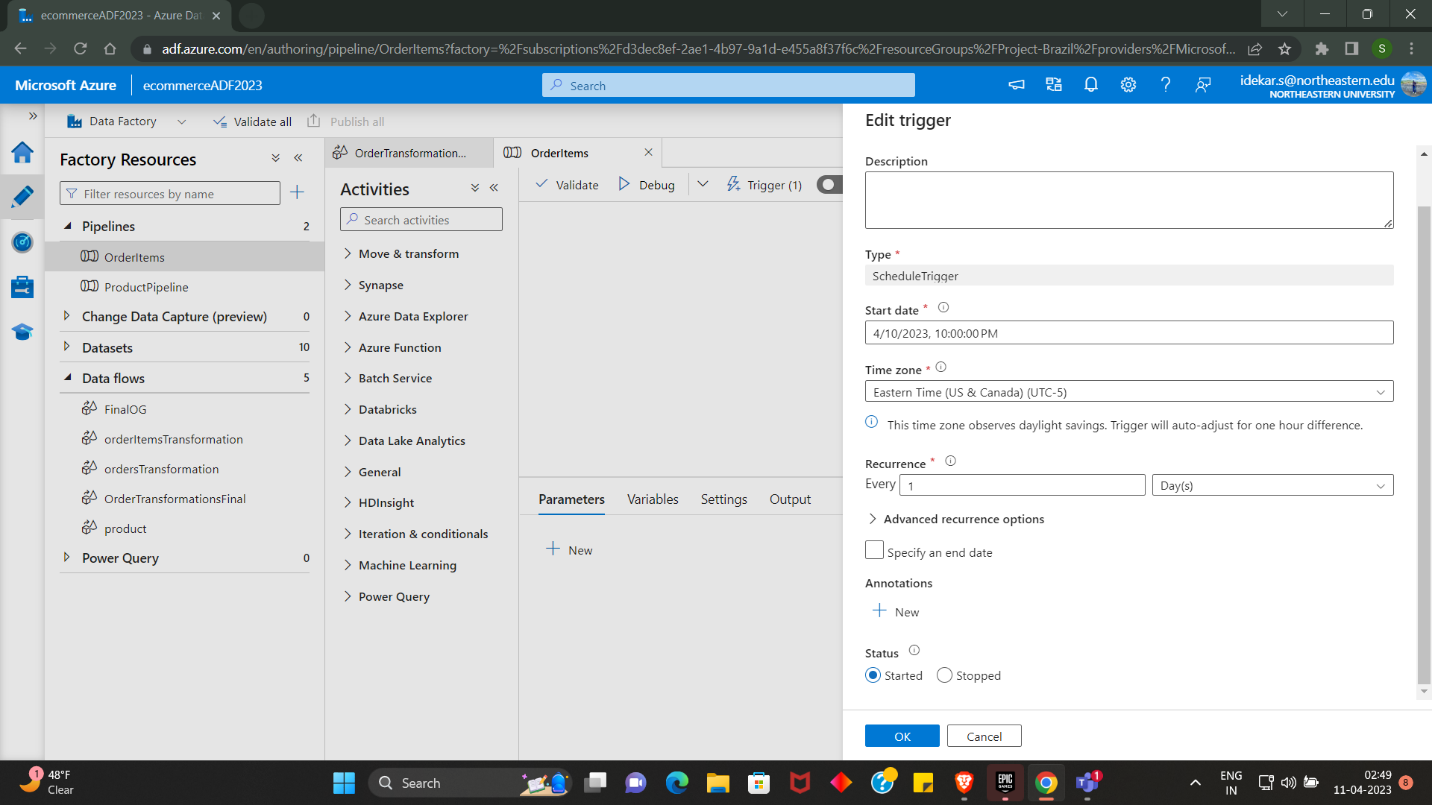 ecommerceADF2023 - Azure Dat
adf.azure.com/en/authoring/pipeline/OrderItems?factory=%2Fsubscriptions%2Fd3dec8ef-2ae1-4b97-9a1d-e455a8f37f6c%2FresourceGroups%2FProject-Brazil%2Fproviders%2FMicrosof...
S
Microsoft Azure
ecommerceADF2023
Search
idekar.s@northeastern.edu
NORTHEASTERN UNIVERSITY
Data Factory
Validate all
Publish all
Factory Resources
Filter resources by name
Pipelines 2
OrderItems
ProductPipeline
Change Data Capture (preview) 0
Datasets 10
Data flows 5
FinalOG
orderItemsTransformation
ordersTransformation
OrderTransformationsFinal
product
Power Query 0
OrderTransformation...
OrderItems
Activities
Search activities
Move & transform
Synapse
Azure Data Explorer
Azure Function
Batch Service
Databricks
Data Lake Analytics
General
HDInsight
Iteration & conditionals
Machine Learning
Power Query
Validate
Debug
Trigger (1)
Parameters
Variables
Settings
Output
New
Edit trigger
Description
Type *
ScheduleTrigger
Start date *
4/10/2023, 10:00:00 PM
Time zone *
Eastern Time (US & Canada) (UTC-5)
This time zone observes daylight savings. Trigger will auto-adjust for one hour difference.
Recurrence *
Every 1 Day(s)
Advanced recurrence options
Specify an end date
Annotations
New
Status
Started
Stopped
OK
Cancel
1
48°F
Clear
Search
EPIC
GAMES
1
ENG
IN
02:49
11-04-2023
8